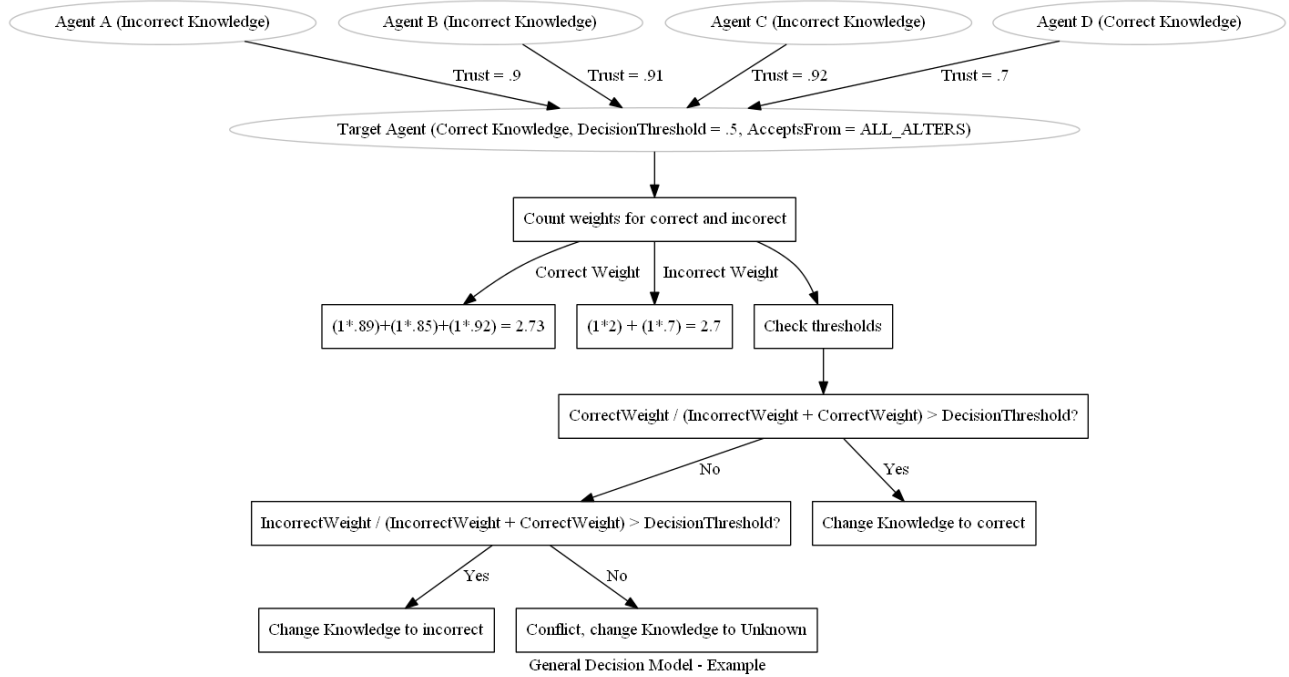 Agent A (Incorrect Knowledge)
Agent B (Incorrect Knowledge)
Agent C (Incorrect Knowledge)
Agent D (Correct Knowledge)
Trust = .9
Trust = .91
Trust = .92
Trust = .7
Target Agent (Correct Knowledge, DecisionThreshold = .5, AcceptsFrom = ALL_ALTERS)
Count weights for correct and incorect
Correct Weight
Incorrect Weight
(1*.89)+(1*.85)+(1*.92) = 2.73
(1*2) + (1*.7) = 2.7
Check thresholds
CorrectWeight / (IncorrectWeight + CorrectWeight) > DecisionThreshold?
No
Yes
IncorrectWeight / (IncorrectWeight + CorrectWeight) > DecisionThreshold?
Change Knowledge to correct
Yes
No
Change Knowledge to incorrect
Conflict, change Knowledge to Unknown
General Decision Model - Example